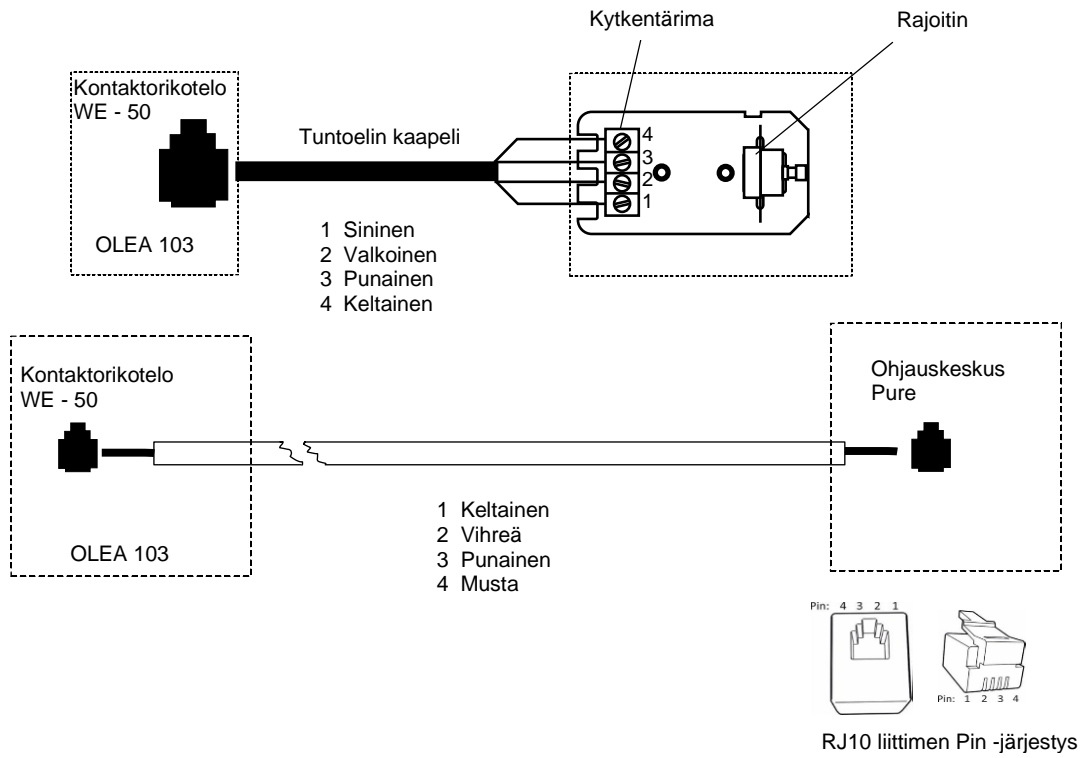 Kytkentärima
Rajoitin
Kontaktorikotelo
WE - 50
Tuntoelin kaapeli
4
3
2
1
OLEA 103
1 Sininen
2 Valkoinen
3 Punainen
4 Keltainen
Kontaktorikotelo
WE - 50
Ohjauskeskus
Pure
OLEA 103
1 Keltainen
2 Vihreä
3 Punainen
4 Musta
Pin: 4 3 2 1
Pin: 1 2 3 4
RJ10 liittimen Pin -järjestys